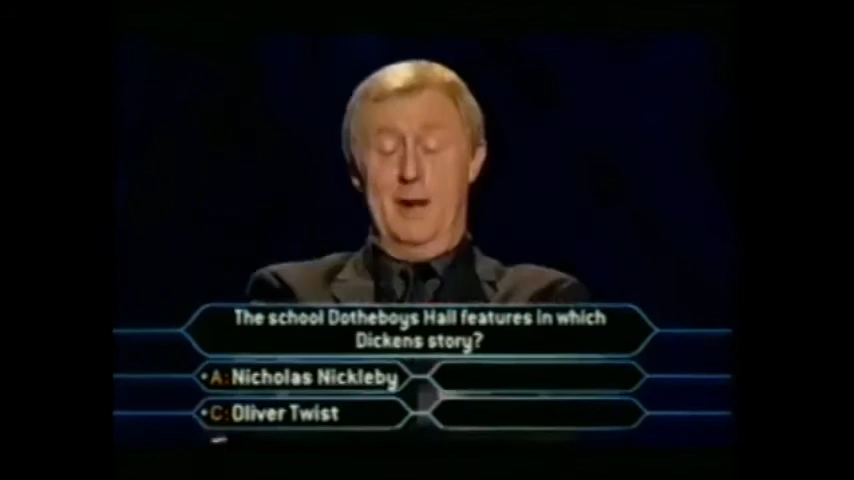 The school Dotheboys Hall features in which
Dickens story?
A: Nicholas Nickleby
C: Oliver Twist